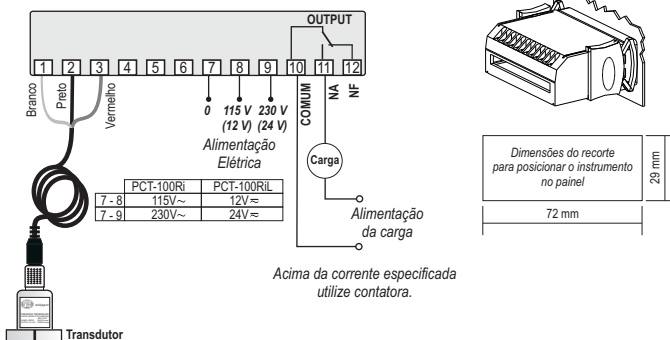 OUTPUT
1 2 3 4 5 6 7 8 9 10 11 12
Branco
Preto
Vermelho
0 115 V 230 V
(12 V) (24 V)
COMUM
NA
NF
Alimentação
Elétrica
Carga
PCT-100Ri PCT-100RiL
7 - 8 115V~ 12V≂
7 - 9 230V~ 24V≂
Alimentação
da carga
Acima da corrente especificada
utilize contatora.
Transdutor
Dimensões do recorte
para posicionar o instrumento
no painel
29 mm
72 mm